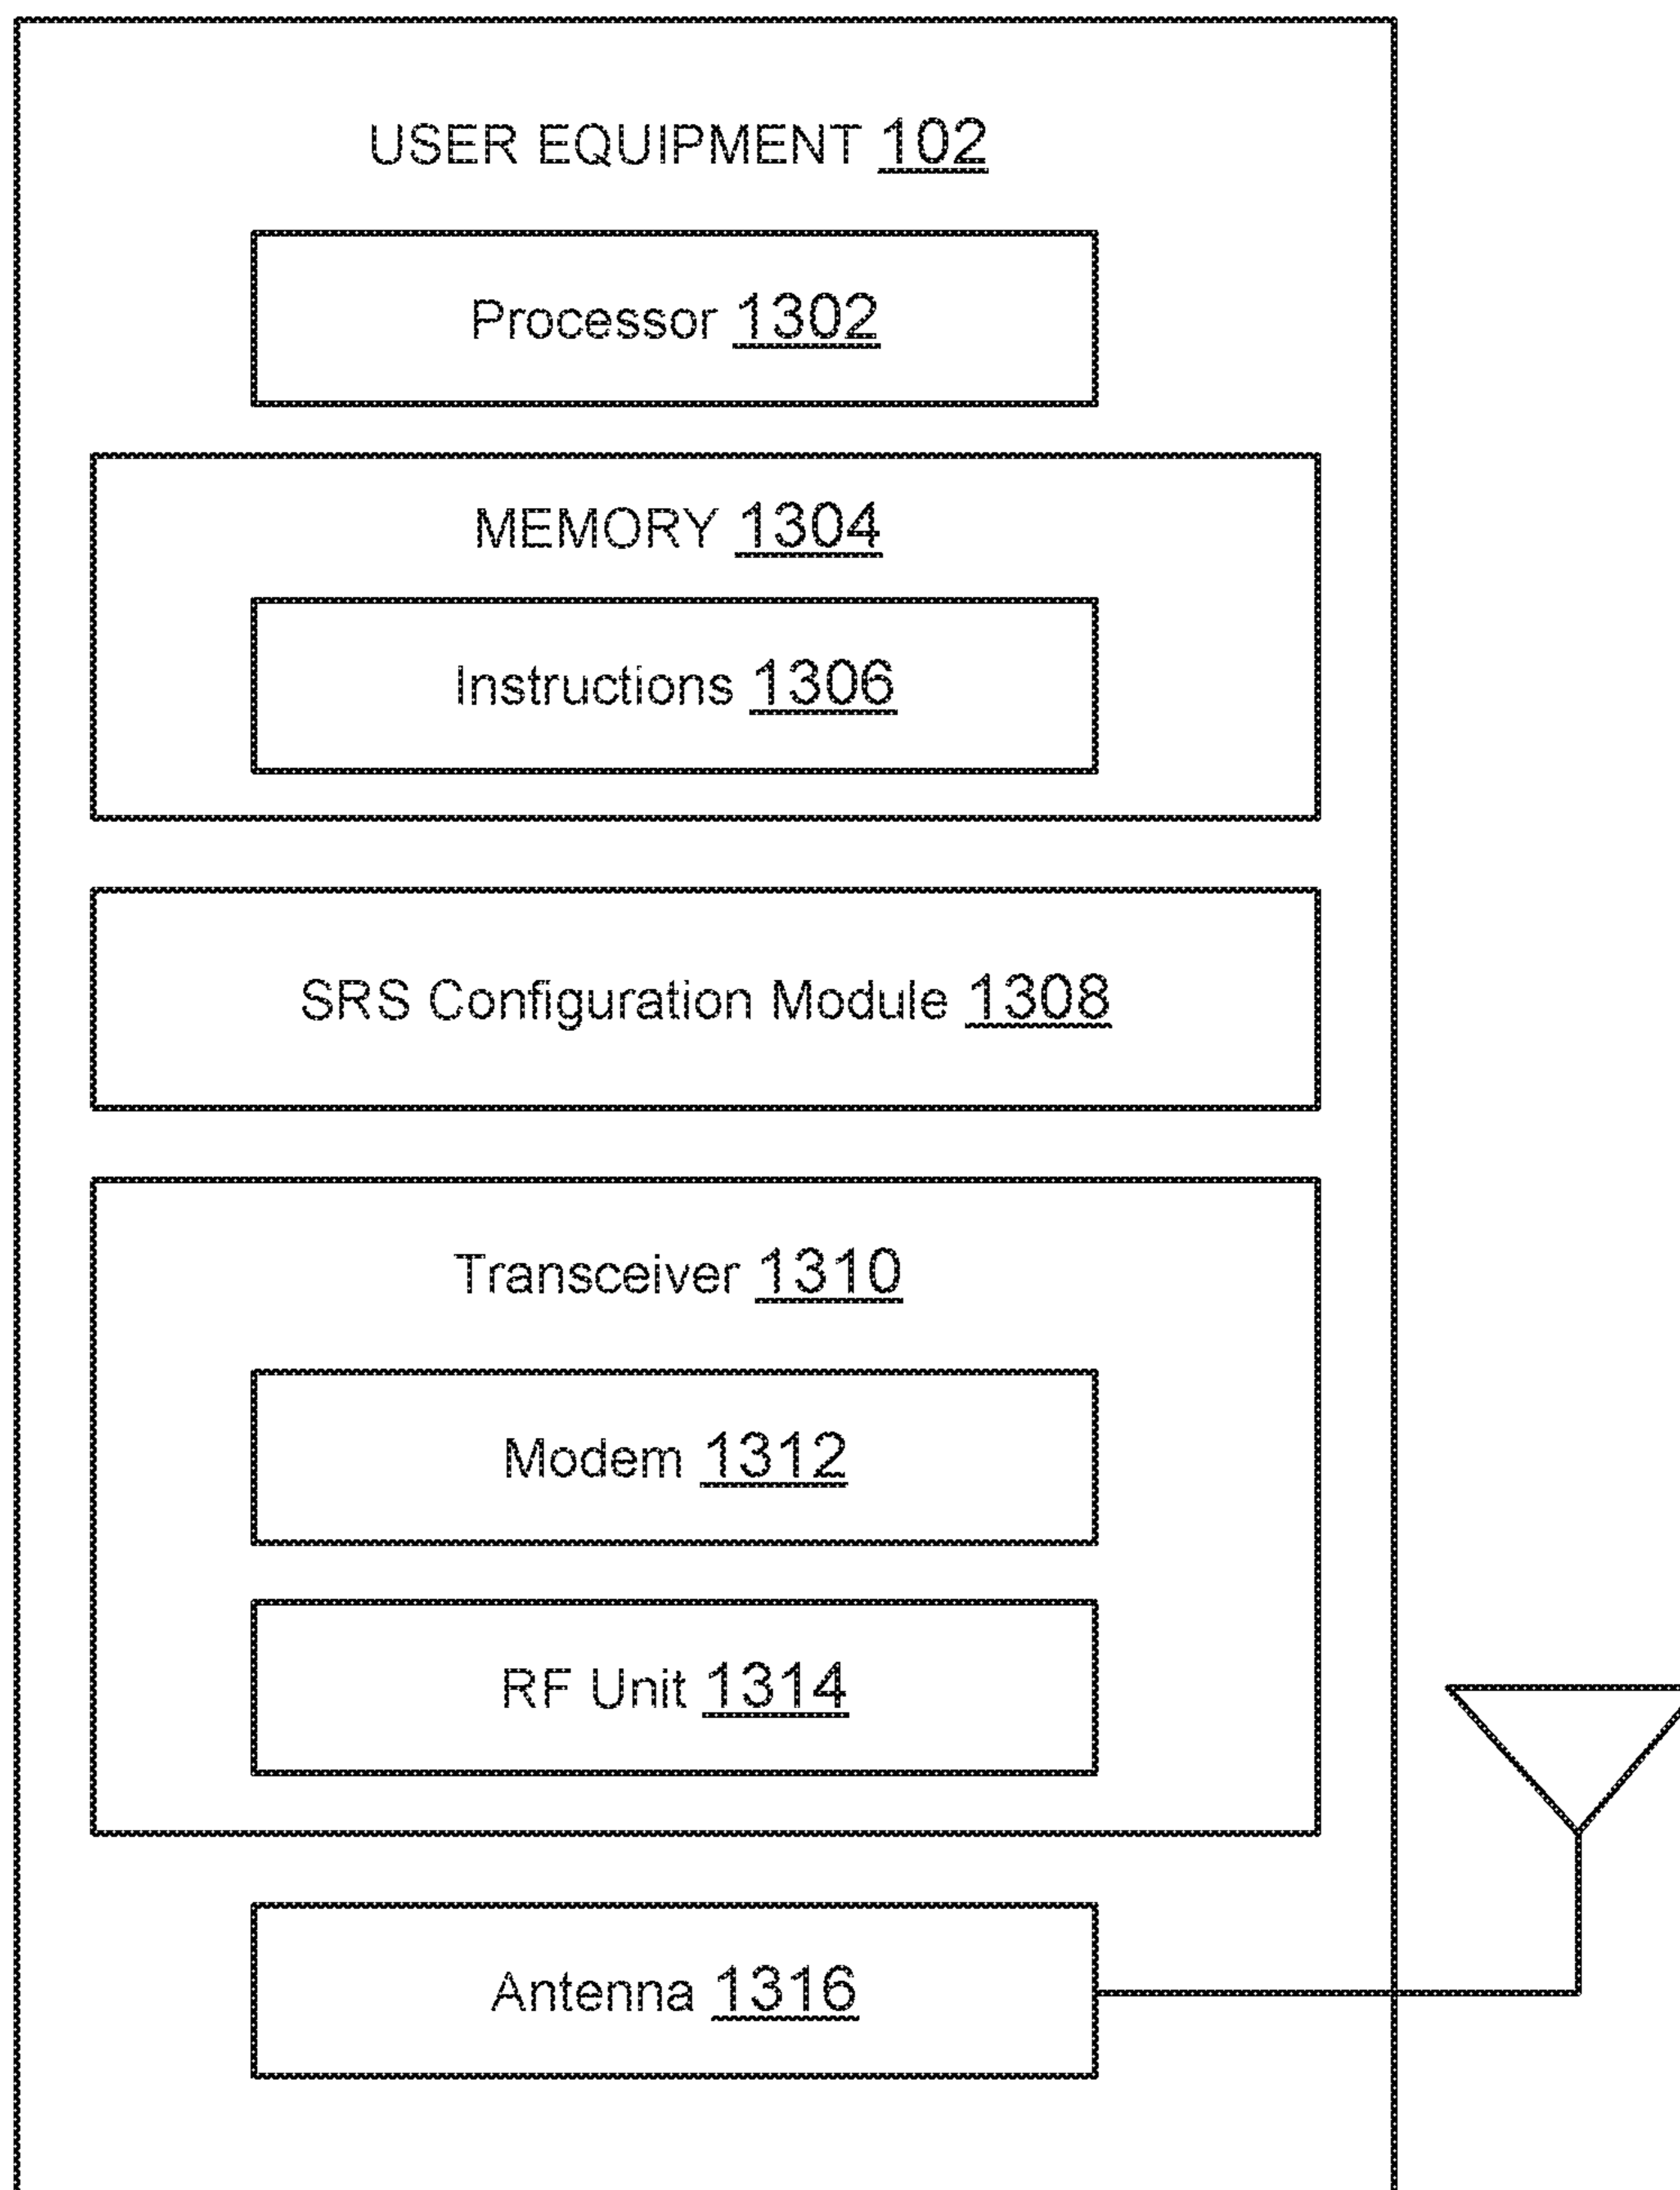 USER EQUIPMENT 102
Processor 1302
MEMORY 1304
Instructions 1306
SRS Configuration Module 1308
Transceiver 1310
Modem 1312
RF Unit 1314
Antenna 1316